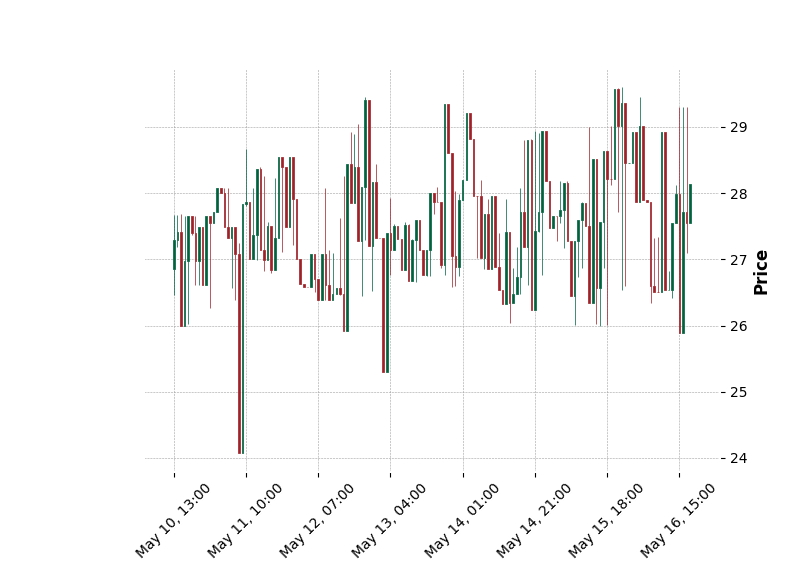 29
28
27
26
25
24
Price
May 10, 13:00
May 11, 10:00
May 12, 07:00
May 13, 04:00
May 14, 01:00
May 14, 21:00
May 15, 18:00
May 16, 15:00